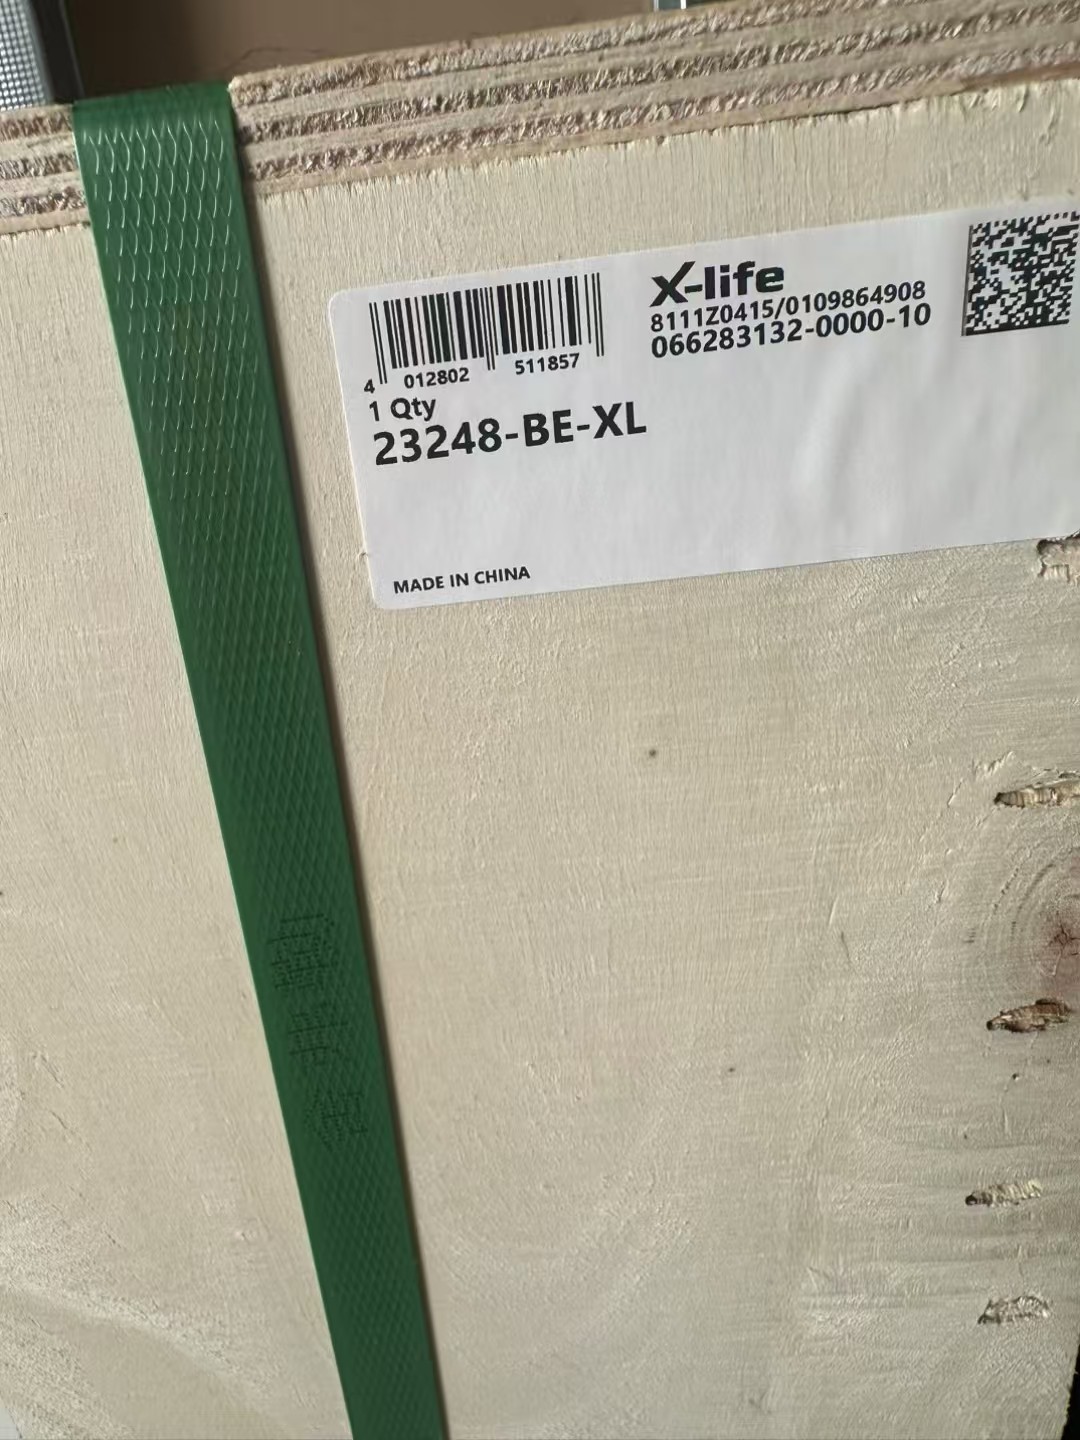 X-life
8111Z0415/0109864908
066283132-0000-10
4 012802 511857
1 Qty
23248-BE-XL
MADE IN CHINA